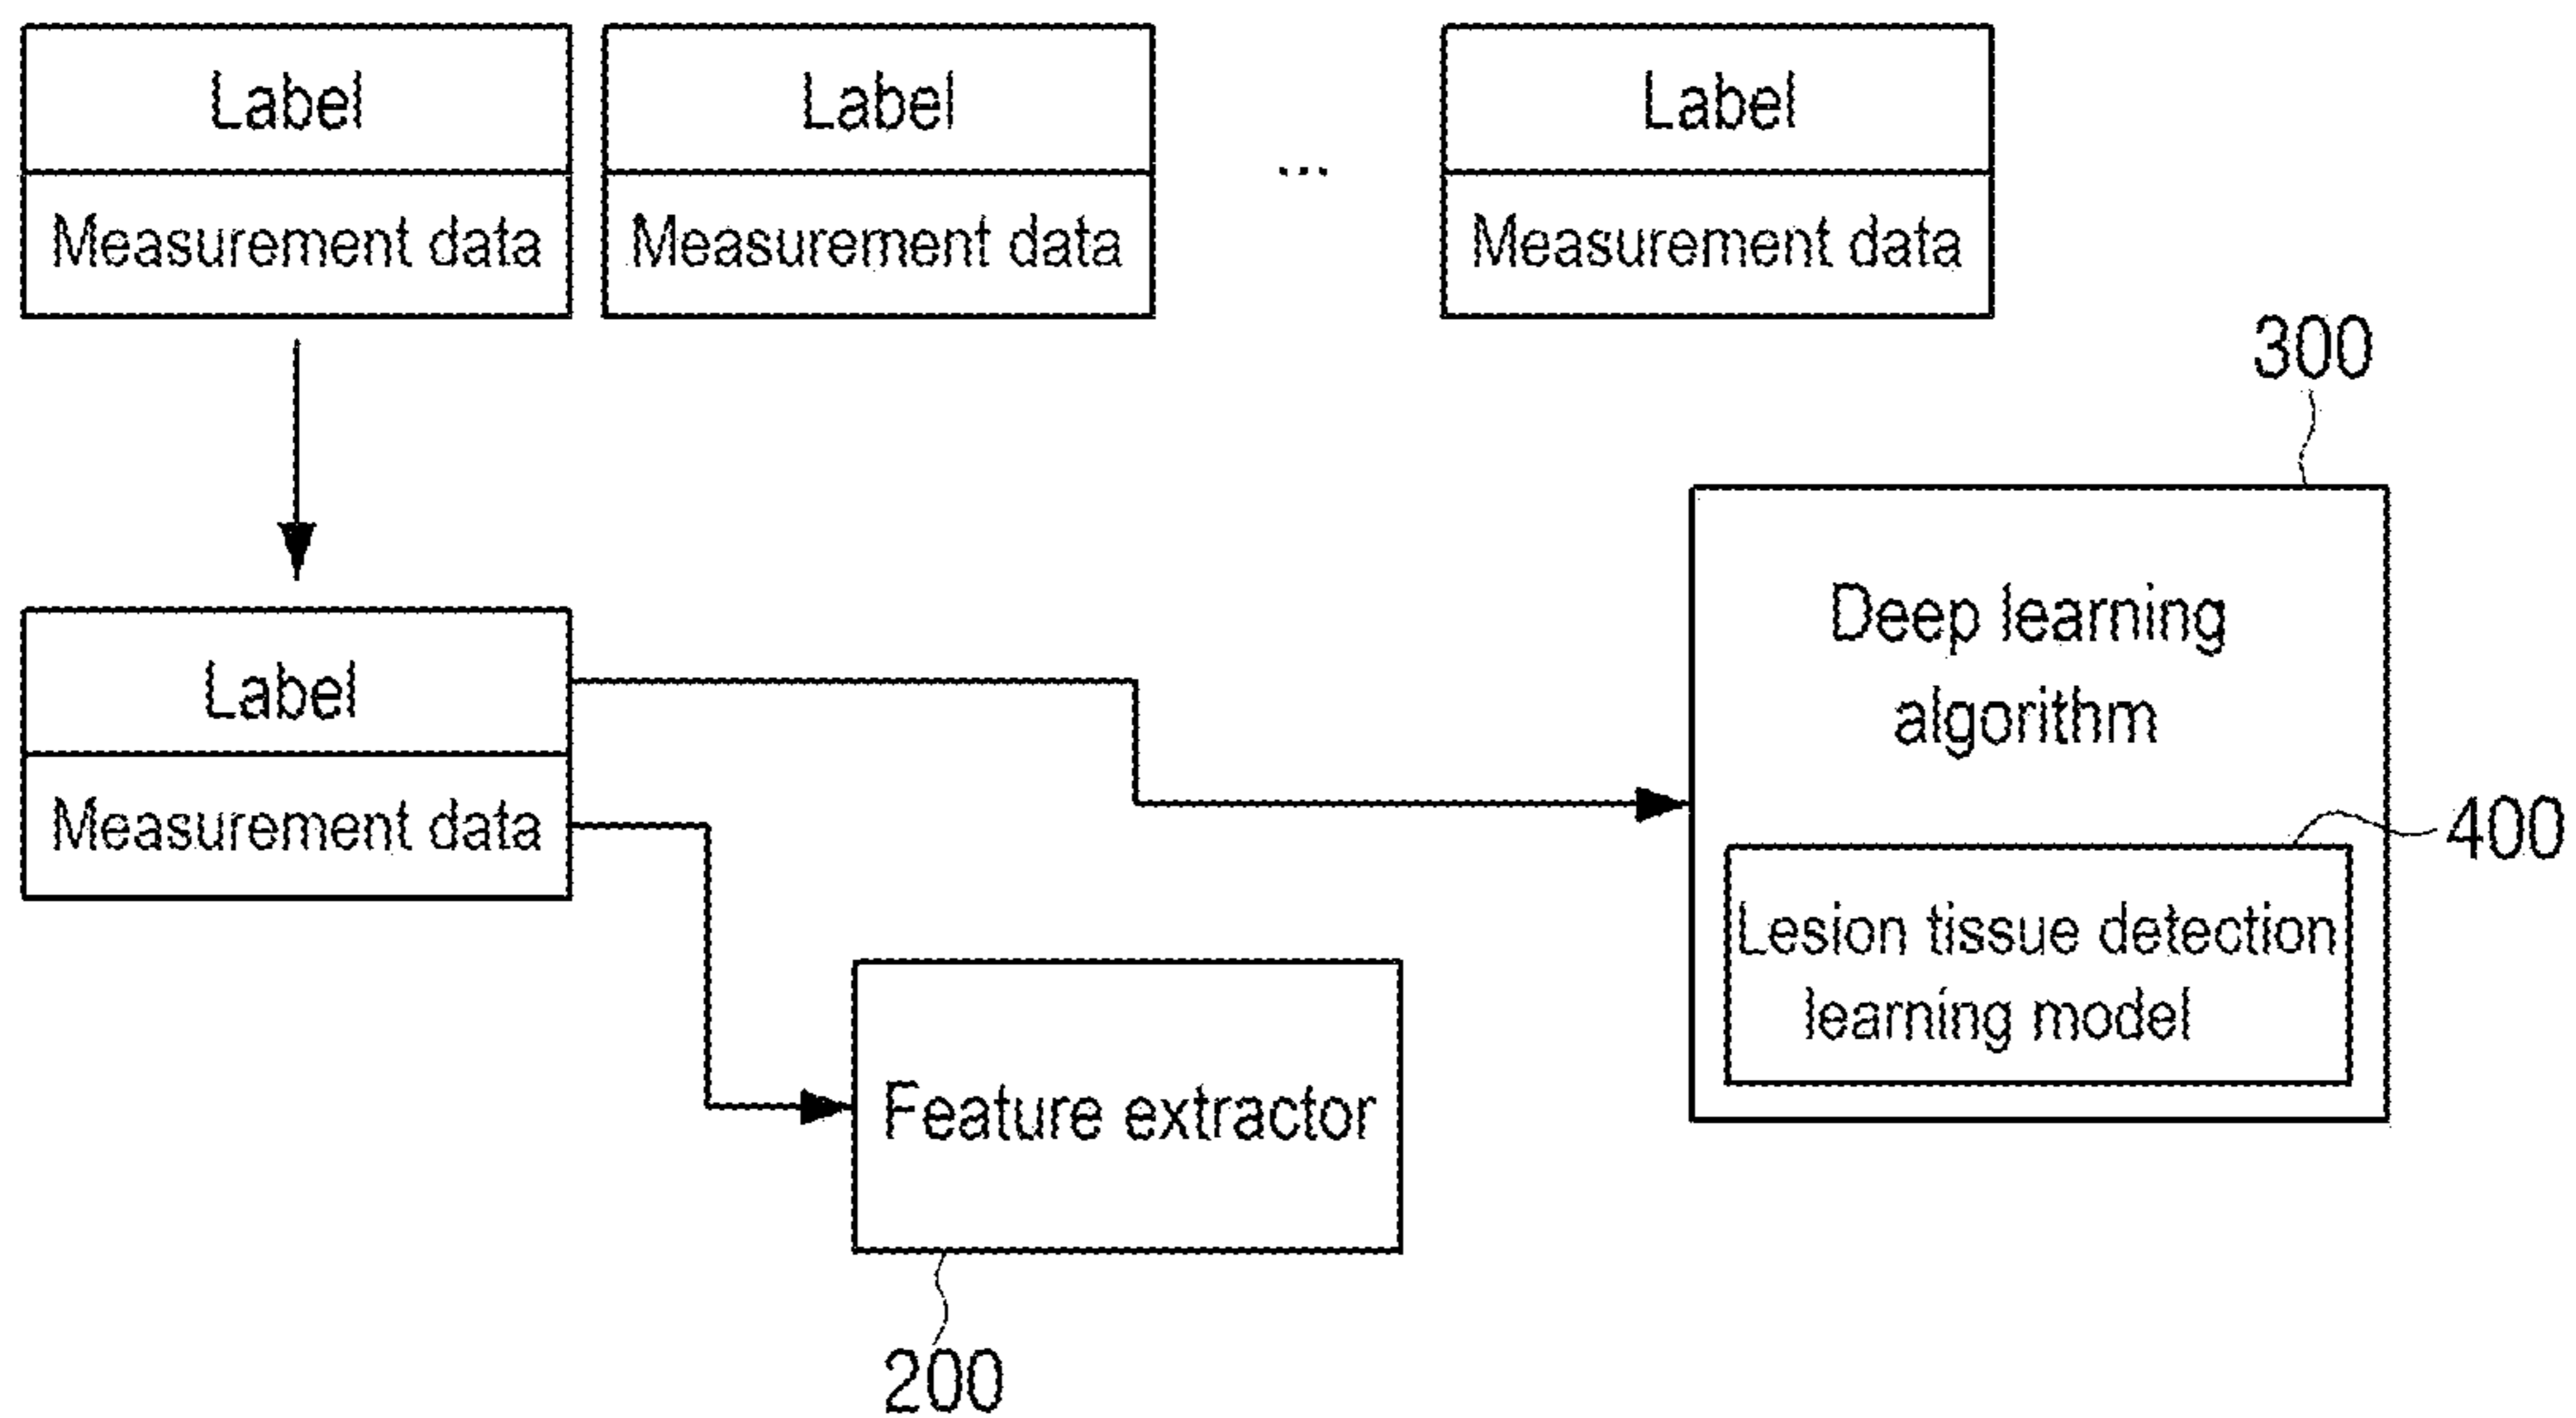 Label
Measurement data
Label
Measurement data
...
Label
Measurement data
300
Label
Measurement data
Deep learning
algorithm
400
Lesion tissue detection
learning model
Feature extractor
200